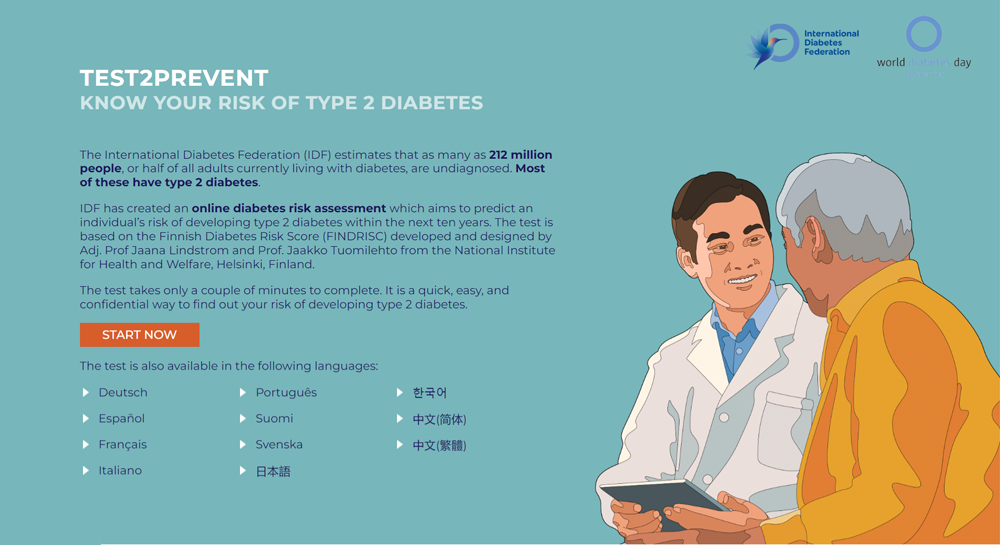 International
Diabetes
Federation
world diabetes day
TEST2PREVENT
KNOW YOUR RISK OF TYPE 2 DIABETES
The International Diabetes Federation (IDF) estimates that as many as 212 million
people, or half of all adults currently living with diabetes, are undiagnosed. Most
of these have type 2 diabetes.
IDF has created an online diabetes risk assessment which aims to predict an
individual's risk of developing type 2 diabetes within the next ten years. The test is
based on the Finnish Diabetes Risk Score (FINDRISC) developed and designed by
Adj. Prof Jaana Lindstrom and Prof. Jaakko Tuomilehto from the National Institute
for Health and Welfare, Helsinki, Finland.
The test takes only a couple of minutes to complete. It is a quick, easy, and
confidential way to find out your risk of developing type 2 diabetes.
START NOW
The test is also available in the following languages:
Deutsch
Español
Français
Italiano
Português
Suomi
Svenska
日本語
한국어
中文(简体)
中文(繁體)